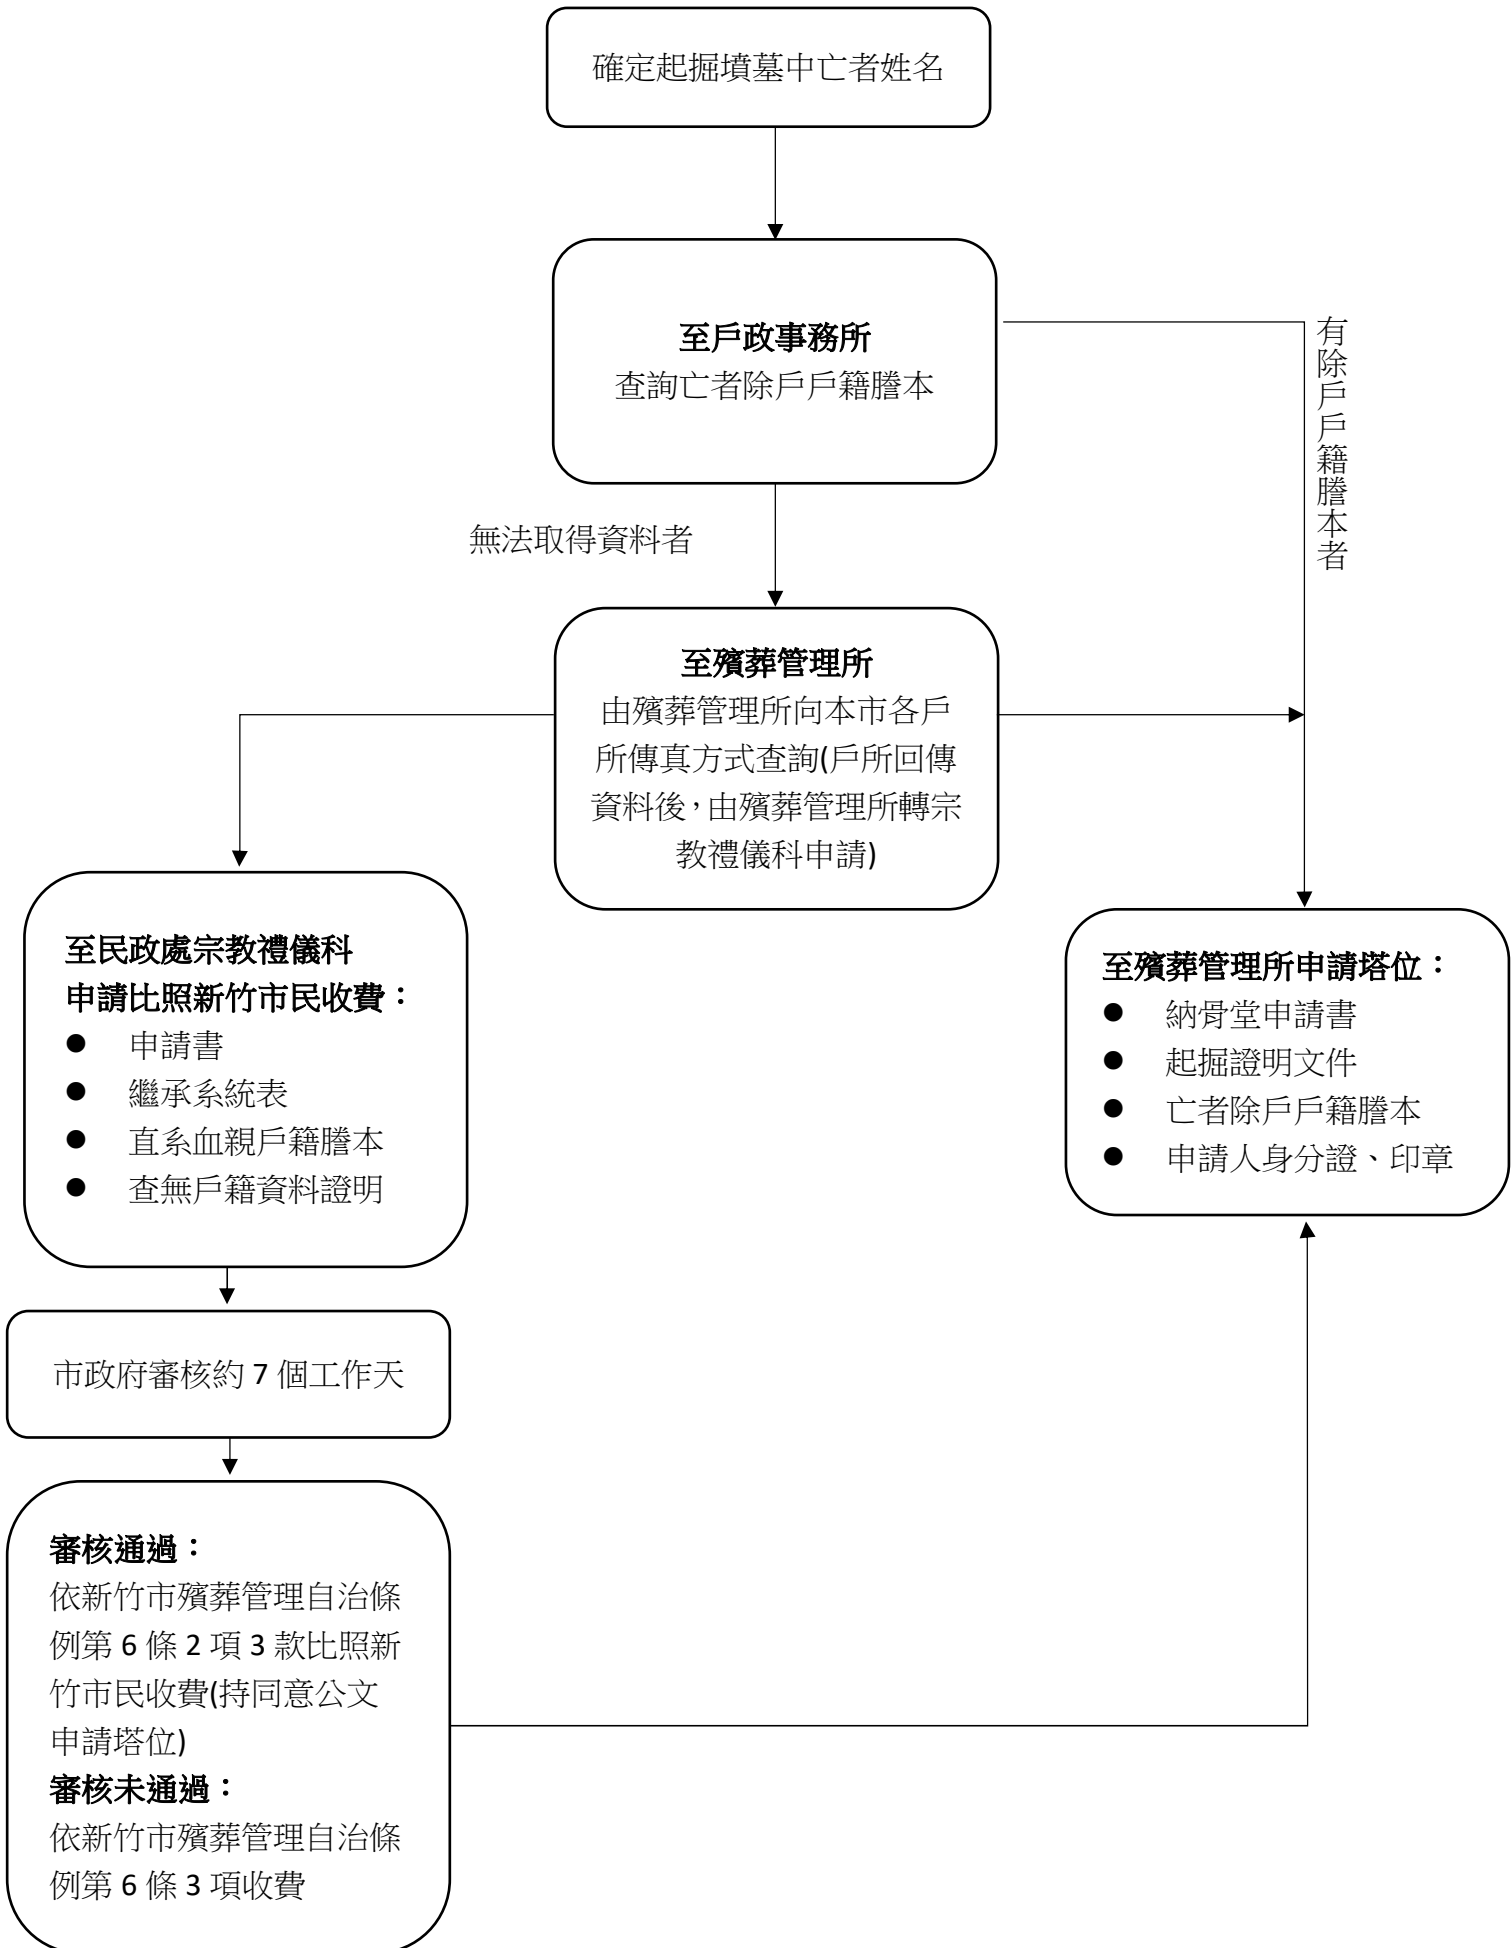 確定起掘墳墓中亡者姓名
至戶政事務所
查詢亡者除戶戶籍謄本
有除戶戶籍謄本者
無法取得資料者
至殯葬管理所
由殯葬管理所向本市各戶
所傳真方式查詢(戶所回傳
資料後，由殯葬管理所轉宗
教禮儀科申請)
至民政處宗教禮儀科
申請比照新竹市民收費：
● 申請書
● 繼承系統表
● 直系血親戶籍謄本
● 查無戶籍資料證明
至殯葬管理所申請塔位：
● 納骨堂申請書
● 起掘證明文件
● 亡者除戶戶籍謄本
● 申請人身分證、印章
市政府審核約 7 個工作天
審核通過：
依新竹市殯葬管理自治條
例第 6 條 2 項 3 款比照新
竹市民收費(持同意公文
申請塔位)
審核未通過：
依新竹市殯葬管理自治條
例第 6 條 3 項收費